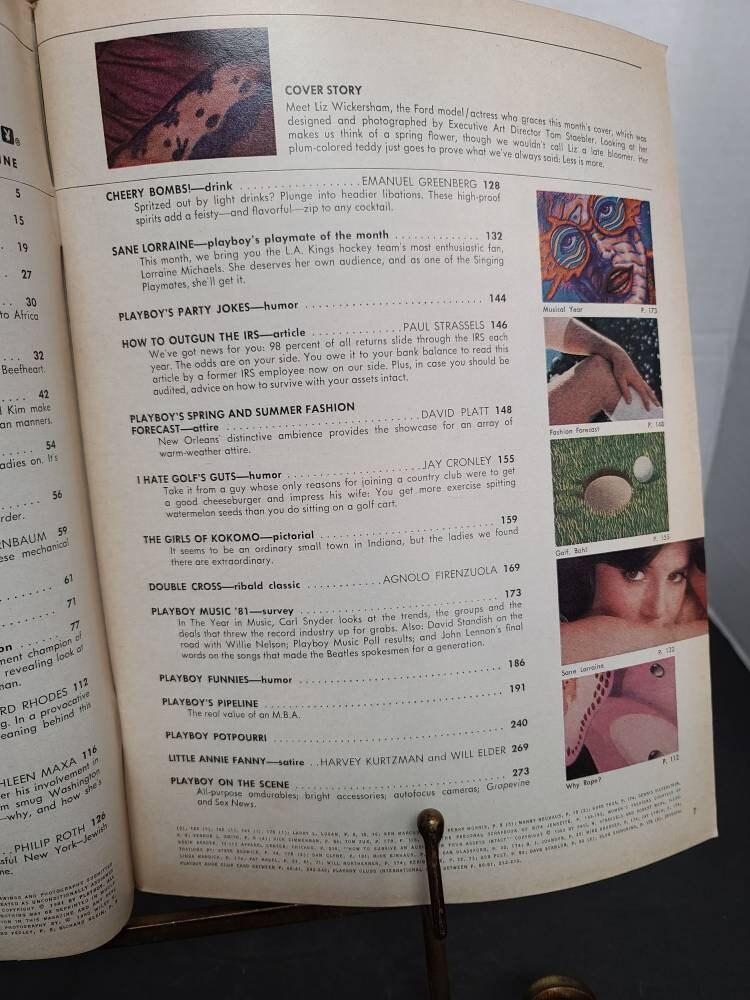 UNE
5
15
19
27
30
to Africa
32
Beefheart.
42
d Kim make
an manners.
54
adies on. It's
56
order.
NBAUM 59
ese mechanical
61
71
77
on
ment champion of
revealing look at
man.
RD RHODES 112
g. In a provocative
eaning behind this
HLEEN MAXA 116
er his involvement in
m smug Washington
—why, and how she's
PHILIP ROTH 126
ssful New York—Jewish
ne.
COVER STORY
Meet Liz Wickersham, the Ford model/actress who graces this month's cover, which was
designed and photographed by Executive Art Director Tom Staebler. Looking at her
makes us think of a spring flower, though we wouldn't call Liz a late bloomer. Her
plum-colored teddy just goes to prove what we've always said: Less is more.
CHEERY BOMBS!—drink . . . . . . . . . . . . . . . . . . EMANUEL GREENBERG 128
Spritzed out by light drinks? Plunge into headier libations. These high-proof
spirits add a feisty—and flavorful—zip to any cocktail.
SANE LORRAINE—playboy's playmate of the month . . . . . . . . . . . . . . 132
This month, we bring you the L.A. Kings hockey team's most enthusiastic fan,
Lorraine Michaels. She deserves her own audience, and as one of the Singing
Playmates, she'll get it.
PLAYBOY'S PARTY JOKES—humor . . . . . . . . . . . . . . . . . . . . . . . . . 144
HOW TO OUTGUN THE IRS—article . . . . . . . . . . . . . . PAUL STRASSELS 146
We've got news for you: 98 percent of all returns slide through the IRS each
year. The odds are on your side. You owe it to your bank balance to read this
article by a former IRS employee now on our side. Plus, in case you should be
audited, advice on how to survive with your assets intact.
PLAYBOY'S SPRING AND SUMMER FASHION
FORECAST—attire . . . . . . . . . . . . . . . . . . . . . . . . . . . . DAVID PLATT 148
New Orleans' distinctive ambience provides the showcase for an array of
warm-weather attire.
I HATE GOLF'S GUTS—humor . . . . . . . . . . . . . . . . . . . JAY CRONLEY 155
Take it from a guy whose only reasons for joining a country club were to get
a good cheeseburger and impress his wife: You get more exercise spitting
watermelon seeds than you do sitting on a golf cart.
THE GIRLS OF KOKOMO—pictorial . . . . . . . . . . . . . . . . . . . . . . . . . 159
It seems to be an ordinary small town in Indiana, but the ladies we found
there are extraordinary.
DOUBLE CROSS—ribald classic . . . . . . . . . . . AGNOLO FIRENZUOLA 169
PLAYBOY MUSIC '81—survey . . . . . . . . . . . . . . . . . . . . . . . . . . . . 173
In The Year in Music, Carl Snyder looks at the trends, the groups and the
deals that threw the record industry up for grabs. Also: David Standish on the
road with Willie Nelson; Playboy Music Poll results; and John Lennon's final
words on the songs that made the Beatles spokesmen for a generation.
PLAYBOY FUNNIES—humor . . . . . . . . . . . . . . . . . . . . . . . . . . . . . 186
PLAYBOY'S PIPELINE . . . . . . . . . . . . . . . . . . . . . . . . . . . . . . . . . 191
The real value of an M.B.A.
PLAYBOY POTPOURRI . . . . . . . . . . . . . . . . . . . . . . . . . . . . . . . . . 240
LITTLE ANNIE FANNY—satire . . HARVEY KURTZMAN and WILL ELDER 269
PLAYBOY ON THE SCENE . . . . . . . . . . . . . . . . . . . . . . . . . . . . . . 273
All-purpose omdurables; bright accessories; autofocus cameras; Grapevine
and Sex News.
Musical Year P. 173
Fashion Forecast P. 148
Golf, Bah! P. 155
Sane Lorraine P. 132
Why Rope? P. 112
7